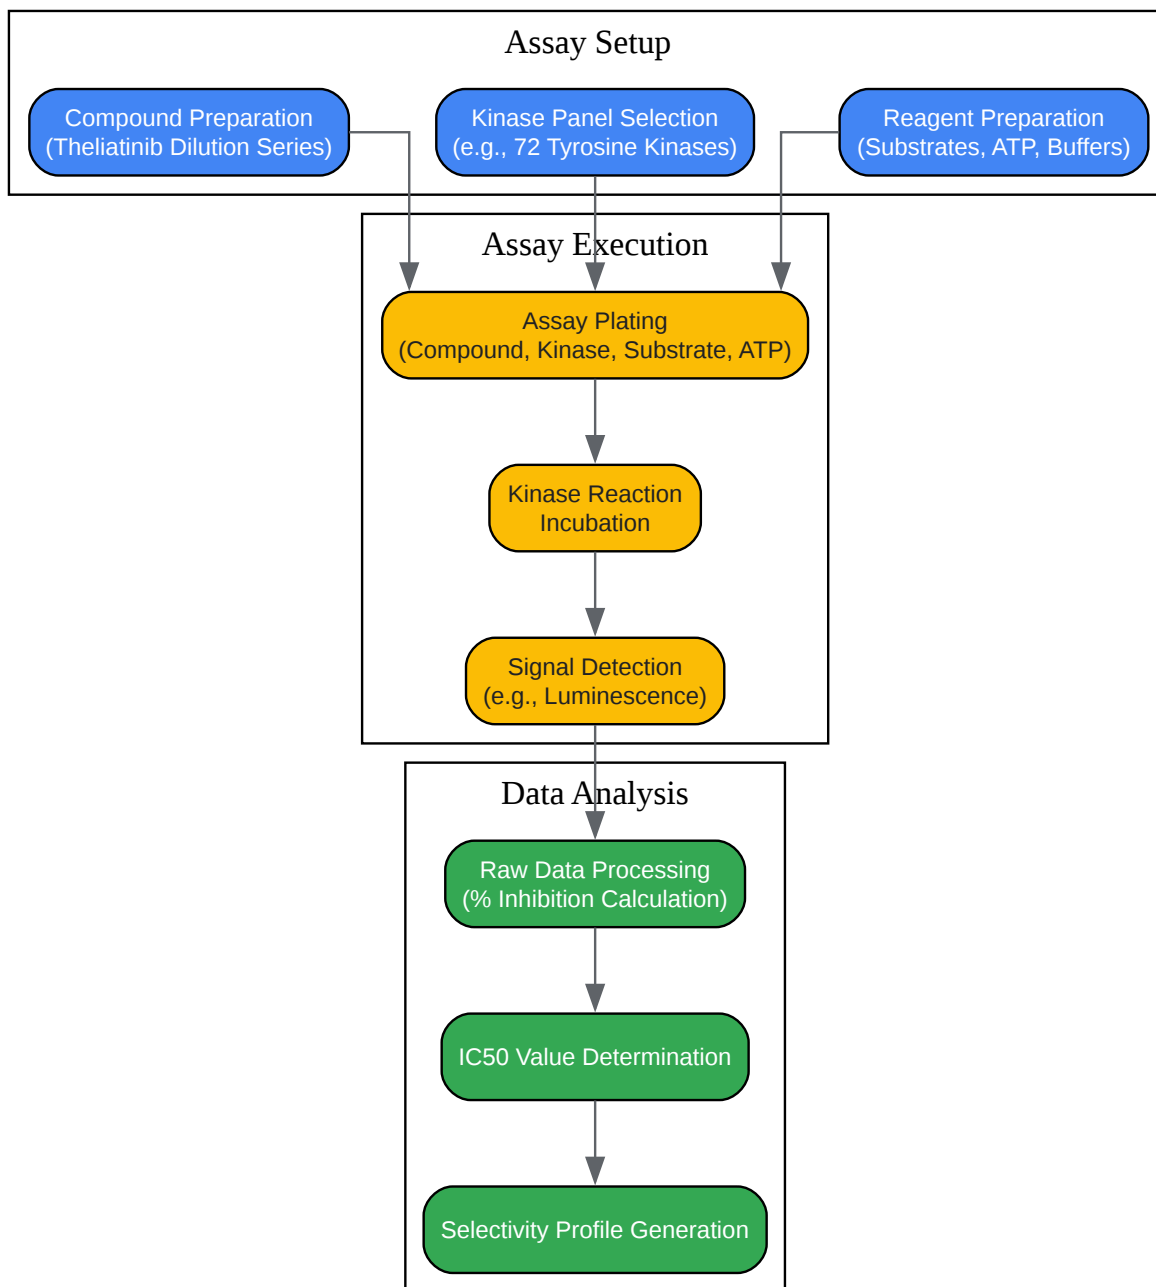 Assay Setup
Compound Preparation
(Theliatinib Dilution Series)
Kinase Panel Selection
(e.g., 72 Tyrosine Kinases)
Reagent Preparation
(Substrates, ATP, Buffers)
Assay Execution
Assay Plating
(Compound, Kinase, Substrate, ATP)
Kinase Reaction
Incubation
Signal Detection
(e.g., Luminescence)
Data Analysis
Raw Data Processing
(% Inhibition Calculation)
IC50 Value Determination
Selectivity Profile Generation